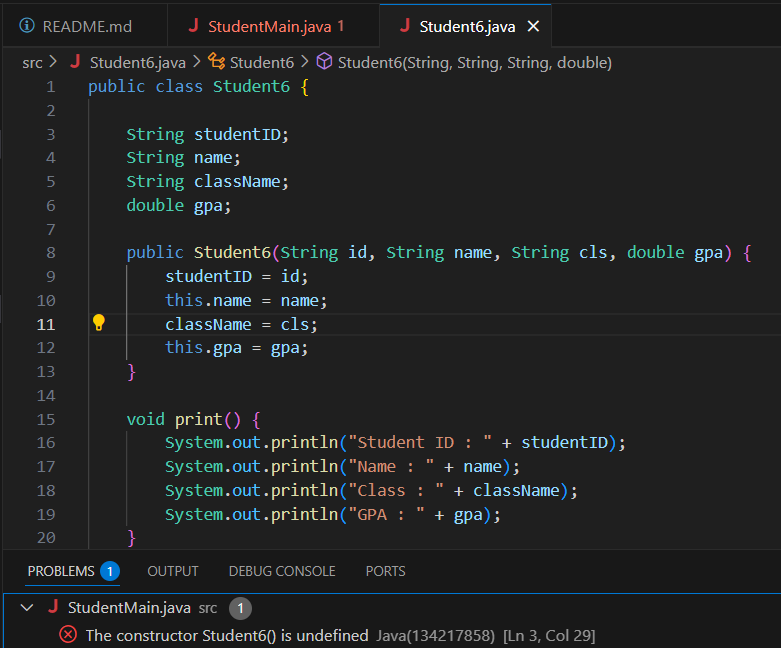 README.md StudentMain.java 1 Student6.java
src > Student6.java > Student6 > Student6(String, String, String, double)
1 public class Student6 {
2
3 String studentID;
4 String name;
5 String className;
6 double gpa;
7
8 public Student6(String id, String name, String cls, double gpa) {
9 studentID = id;
10 this.name = name;
11 className = cls;
12 this.gpa = gpa;
13 }
14
15 void print() {
16 System.out.println("Student ID : " + studentID);
17 System.out.println("Name : " + name);
18 System.out.println("Class : " + className);
19 System.out.println("GPA : " + gpa);
20 }
PROBLEMS 1 OUTPUT DEBUG CONSOLE PORTS
StudentMain.java src 1
The constructor Student6() is undefined Java(134217858) [Ln 3, Col 29]